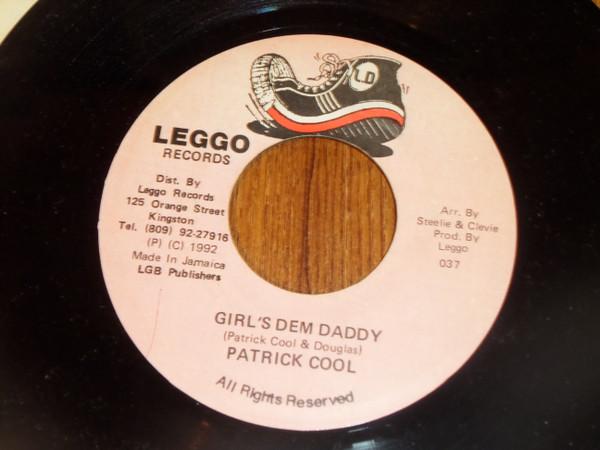 LD
LEGGO
RECORDS
Dist. By
Leggo Records
125 Orange Street
Kingston
Tel. (809) 92-27916
(P) (C) 1992
Made In Jamaica
LGB Publishers
Arr. By
Steelie & Clevie
Prod. By
Leggo
037
GIRL'S DEM DADDY
(Patrick Cool & Douglas)
PATRICK COOL
All Rights Reserved